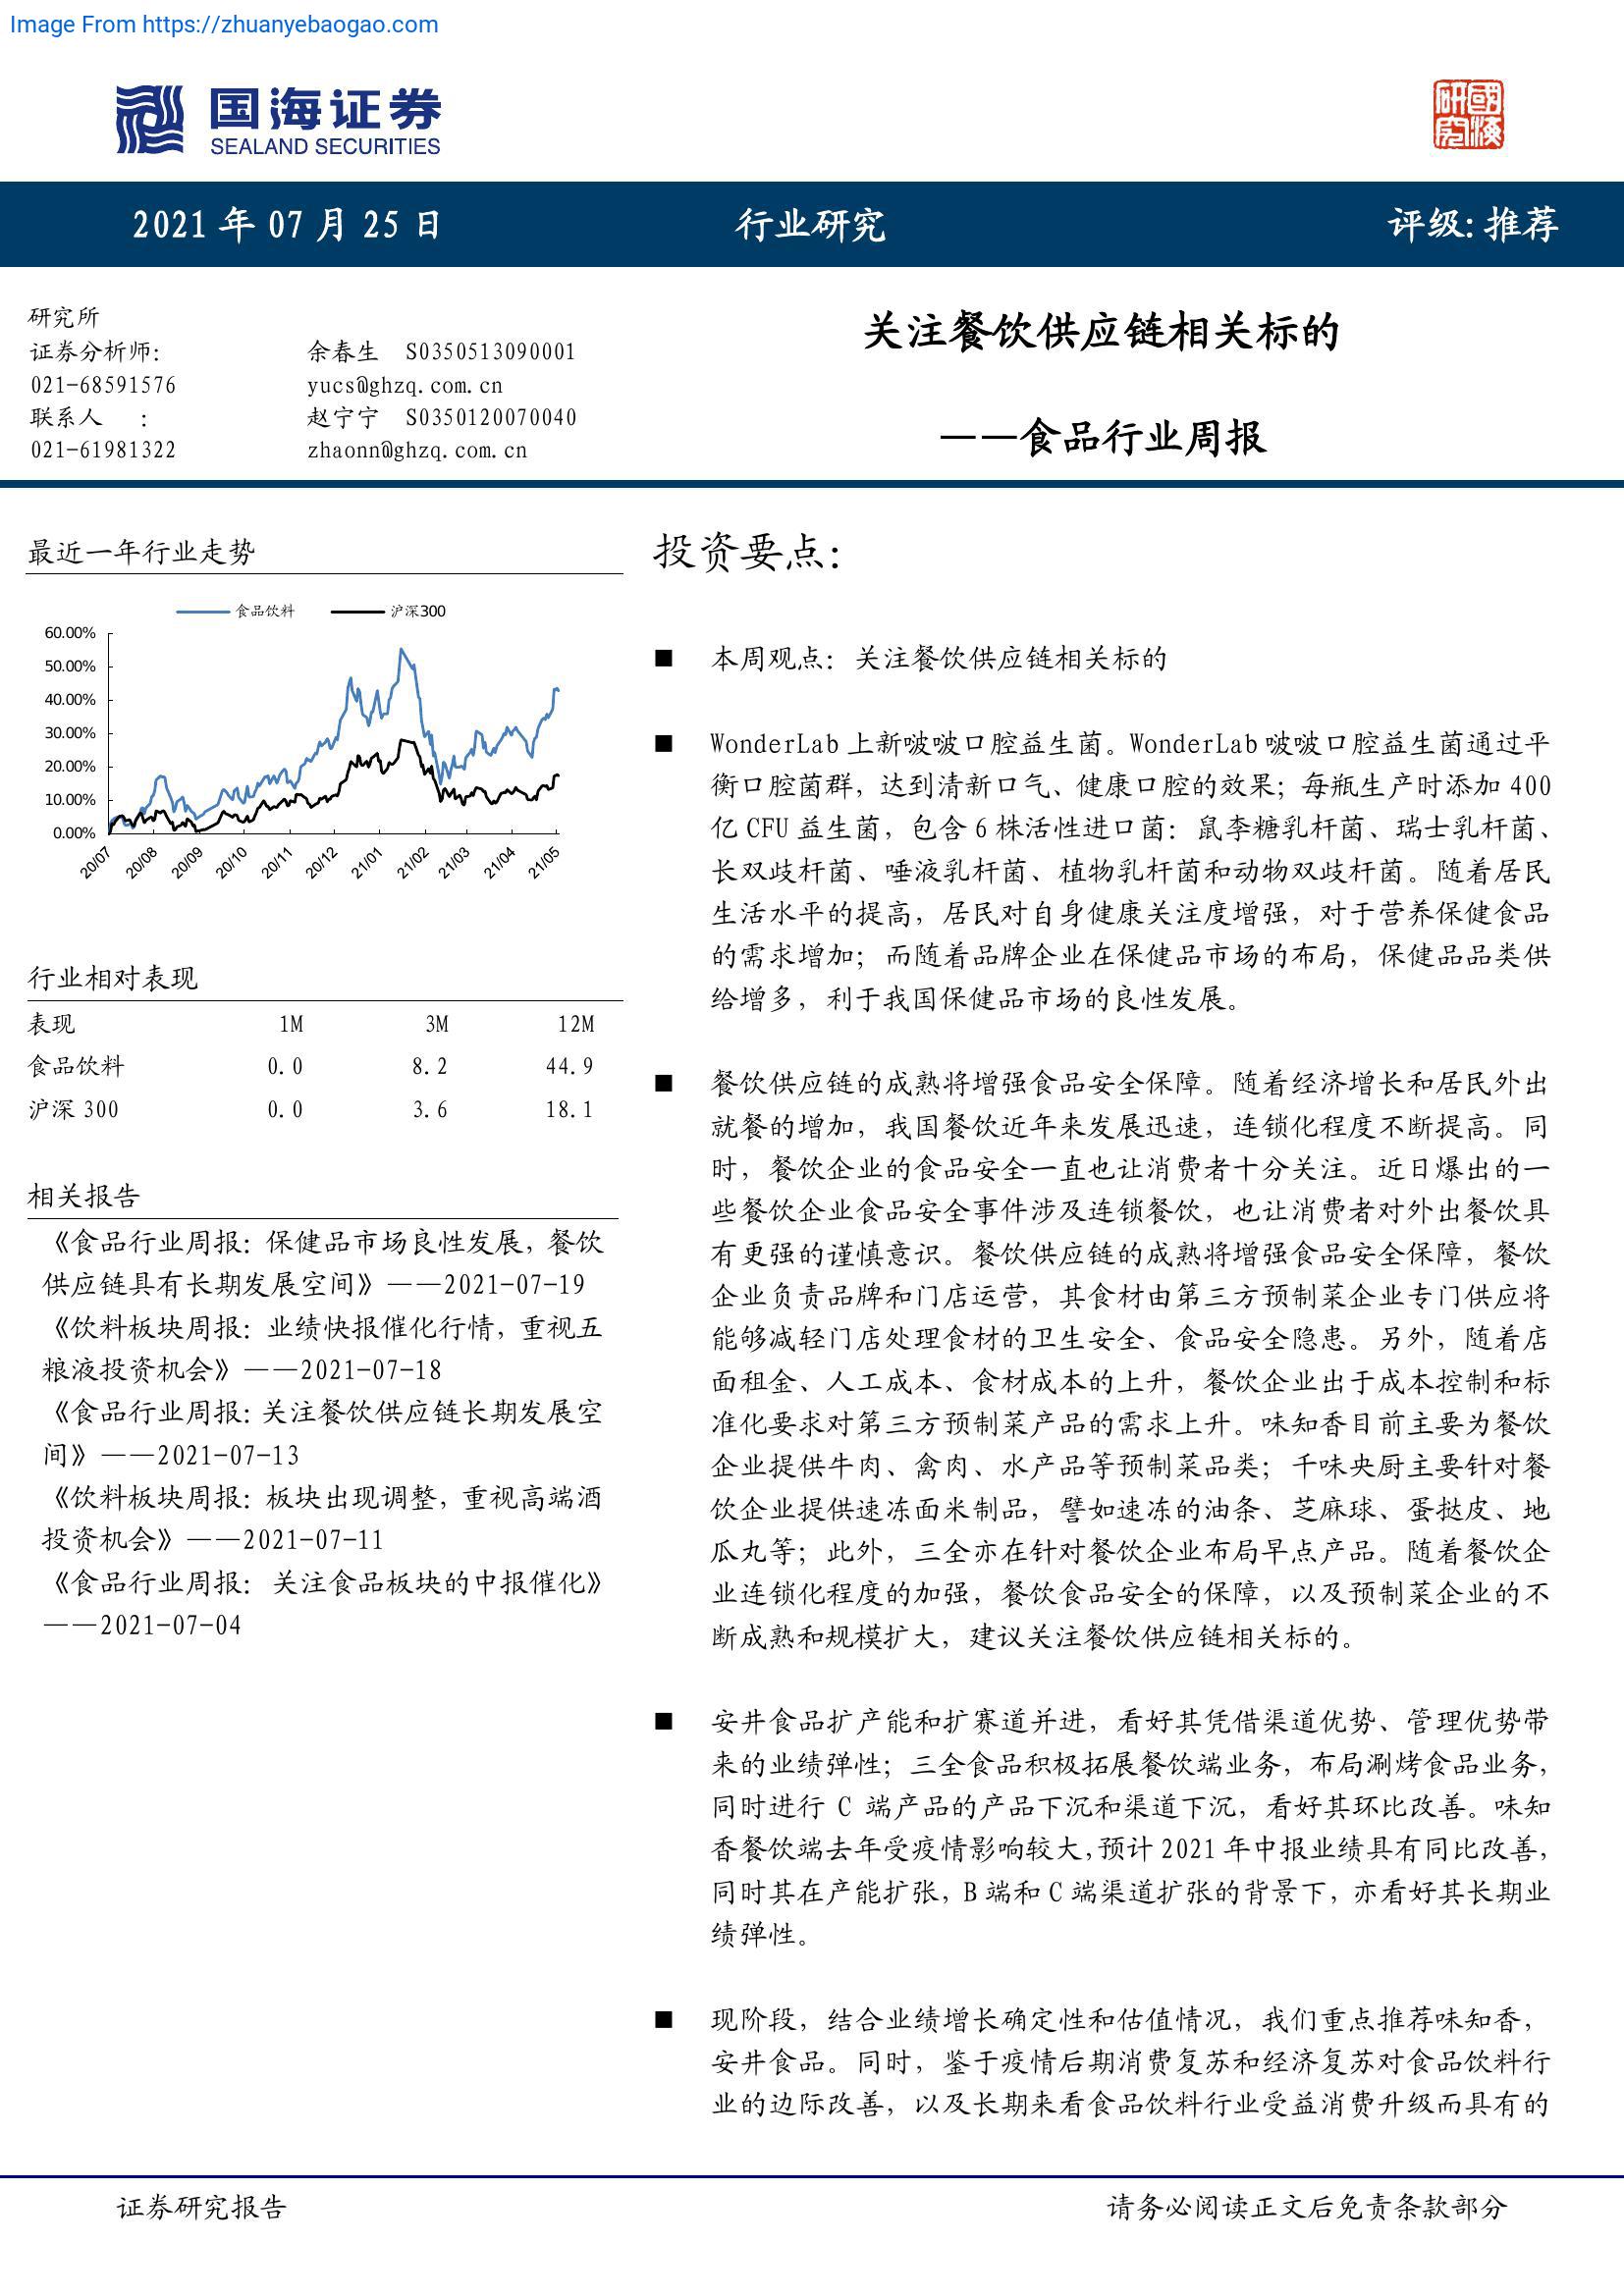 Image From https://zhuanyebaogao.com
国海证券
SEALAND SECURITIES
國海研究
2021 年 07 月 25 日
行业研究
评级:推荐
研究所
证券分析师: 余春生 S0350513090001
021-68591576 yucs@ghzq.com.cn
联系人 : 赵宁宁 S0350120070040
021-61981322 zhaonn@ghzq.com.cn
关注餐饮供应链相关标的
——食品行业周报
最近一年行业走势
食品饮料 沪深300
60.00%
50.00%
40.00%
30.00%
20.00%
10.00%
0.00%
20/07 20/08 20/09 20/10 20/11 20/12 21/01 21/02 21/03 21/04 21/05
行业相对表现
表现 1M 3M 12M
食品饮料 0.0 8.2 44.9
沪深 300 0.0 3.6 18.1
相关报告
《食品行业周报: 保健品市场良性发展,餐饮
供应链具有长期发展空间》——2021-07-19
《饮料板块周报: 业绩快报催化行情,重视五
粮液投资机会》——2021-07-18
《食品行业周报:关注餐饮供应链长期发展空
间》——2021-07-13
《饮料板块周报: 板块出现调整,重视高端酒
投资机会》——2021-07-11
《食品行业周报: 关注食品板块的中报催化》
——2021-07-04
投资要点:
■ 本周观点: 关注餐饮供应链相关标的
■ WonderLab 上新啵啵口腔益生菌。WonderLab 啵啵口腔益生菌通过平
衡口腔菌群,达到清新口气、健康口腔的效果;每瓶生产时添加 400
亿 CFU 益生菌,包含 6 株活性进口菌: 鼠李糖乳杆菌、瑞士乳杆菌、
长双歧杆菌、唾液乳杆菌、植物乳杆菌和动物双歧杆菌。随着居民
生活水平的提高,居民对自身健康关注度增强,对于营养保健食品
的需求增加;而随着品牌企业在保健品市场的布局,保健品品类供
给增多,利于我国保健品市场的良性发展。
■ 餐饮供应链的成熟将增强食品安全保障。随着经济增长和居民外出
就餐的增加,我国餐饮近年来发展迅速,连锁化程度不断提高。同
时,餐饮企业的食品安全一直也让消费者十分关注。近日爆出的一
些餐饮企业食品安全事件涉及连锁餐饮,也让消费者对外出餐饮具
有更强的谨慎意识。餐饮供应链的成熟将增强食品安全保障,餐饮
企业负责品牌和门店运营,其食材由第三方预制菜企业专门供应将
能够减轻门店处理食材的卫生安全、食品安全隐患。另外,随着店
面租金、人工成本、食材成本的上升,餐饮企业出于成本控制和标
准化要求对第三方预制菜产品的需求上升。味知香目前主要为餐饮
企业提供牛肉、禽肉、水产品等预制菜品类;千味央厨主要针对餐
饮企业提供速冻面米制品,譬如速冻的油条、芝麻球、蛋挞皮、地
瓜丸等;此外,三全亦在针对餐饮企业布局早点产品。随着餐饮企
业连锁化程度的加强,餐饮食品安全的保障,以及预制菜企业的不
断成熟和规模扩大,建议关注餐饮供应链相关标的。
■ 安井食品扩产能和扩赛道并进,看好其凭借渠道优势、管理优势带
来的业绩弹性;三全食品积极拓展餐饮端业务,布局涮烤食品业务,
同时进行 C 端产品的产品下沉和渠道下沉,看好其环比改善。味知
香餐饮端去年受疫情影响较大,预计 2021 年中报业绩具有同比改善,
同时其在产能扩张,B 端和 C 端渠道扩张的背景下,亦看好其长期业
绩弹性。
■ 现阶段,结合业绩增长确定性和估值情况,我们重点推荐味知香,
安井食品。同时,鉴于疫情后期消费复苏和经济复苏对食品饮料行
业的边际改善,以及长期来看食品饮料行业受益消费升级而具有的
证券研究报告
请务必阅读正文后免责条款部分